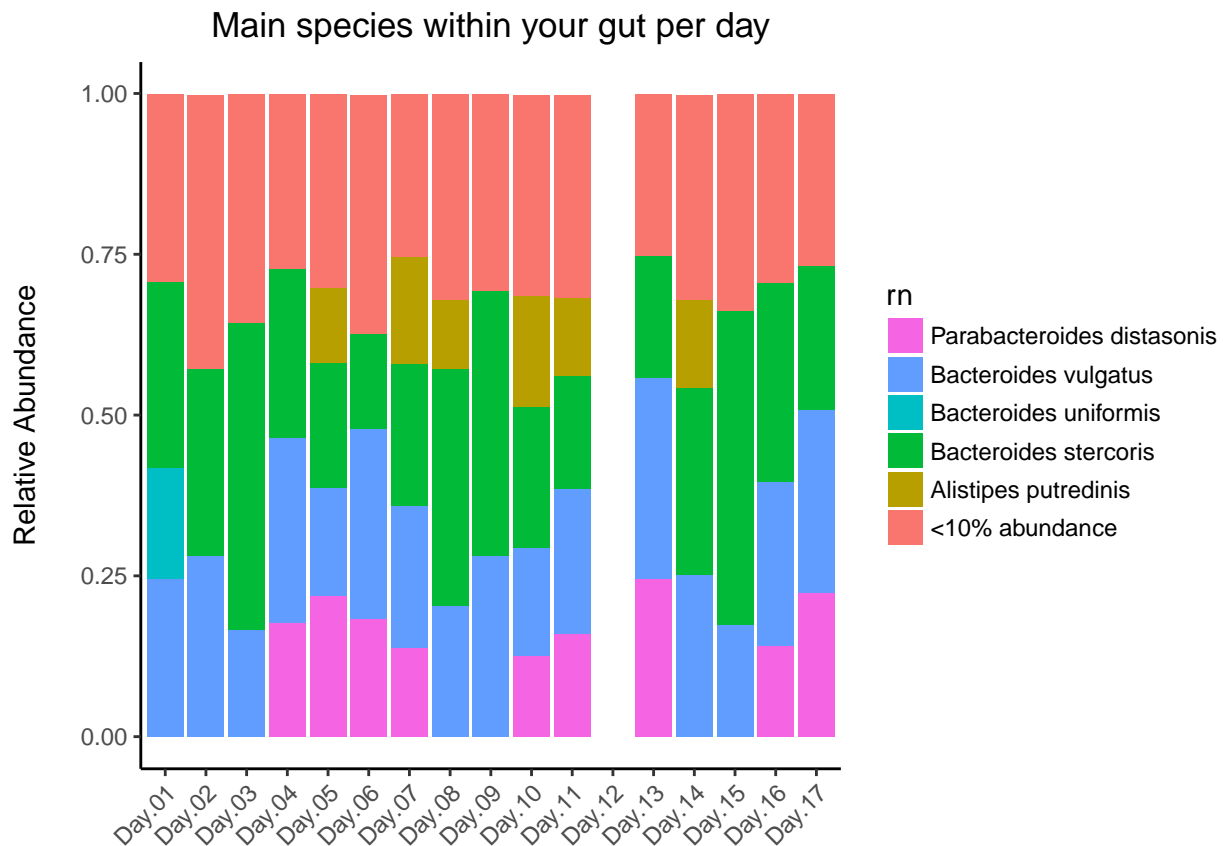 Main species within your gut per day
Relative Abundance
1.00
0.75
0.50
0.25
0.00
Day.01
Day.02
Day.03
Day.04
Day.05
Day.06
Day.07
Day.08
Day.09
Day.10
Day.11
Day.12
Day.13
Day.14
Day.15
Day.16
Day.17
rn
Parabacteroides distasonis
Bacteroides vulgatus
Bacteroides uniformis
Bacteroides stercoris
Alistipes putredinis
<10% abundance